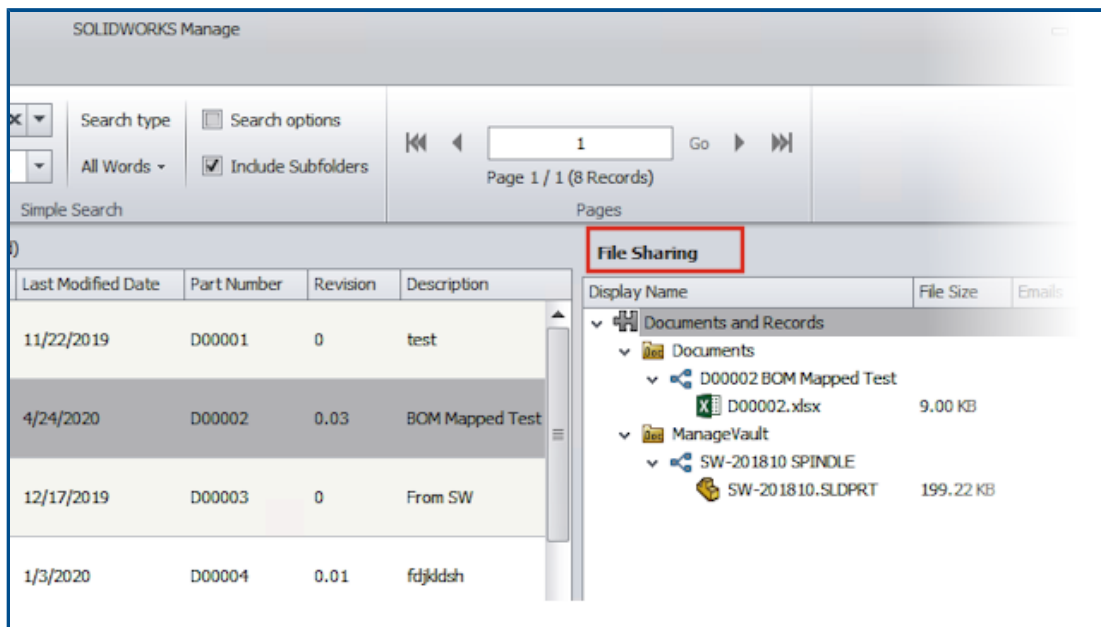 SOLIDWORKS Manage
Search type
Search options
All Words
Include Subfolders
1
Go
Page 1 / 1 (8 Records)
Simple Search
Pages
File Sharing
Last Modified Date Part Number Revision Description
Display Name File Size Emails
11/22/2019 D00001 0 test
4/24/2020 D00002 0.03 BOM Mapped Test
12/17/2019 D00003 0 From SW
1/3/2020 D00004 0.01 fdjkldsh
Documents and Records
Documents
D00002 BOM Mapped Test
D00002.xlsx 9.00 KB
ManageVault
SW-201810 SPINDLE
SW-201810.SLDPRT 199.22 KB